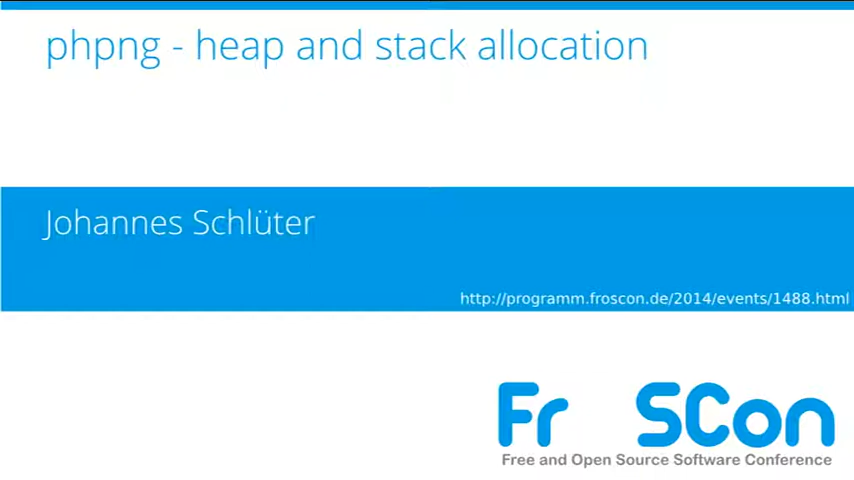 phpng - heap and stack allocation
Johannes Schlüter
http://programm.froscon.de/2014/events/1488.html
Fr SCon
Free and Open Source Software Conference